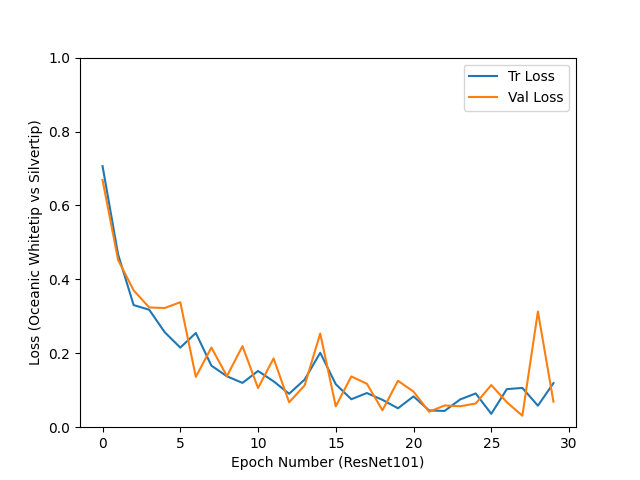 1.0
0.8
0.6
0.4
0.2
0.0
Loss (Oceanic Whitetip vs Silvertip)
Tr Loss
Val Loss
0 5 10 15 20 25 30
Epoch Number (ResNet101)